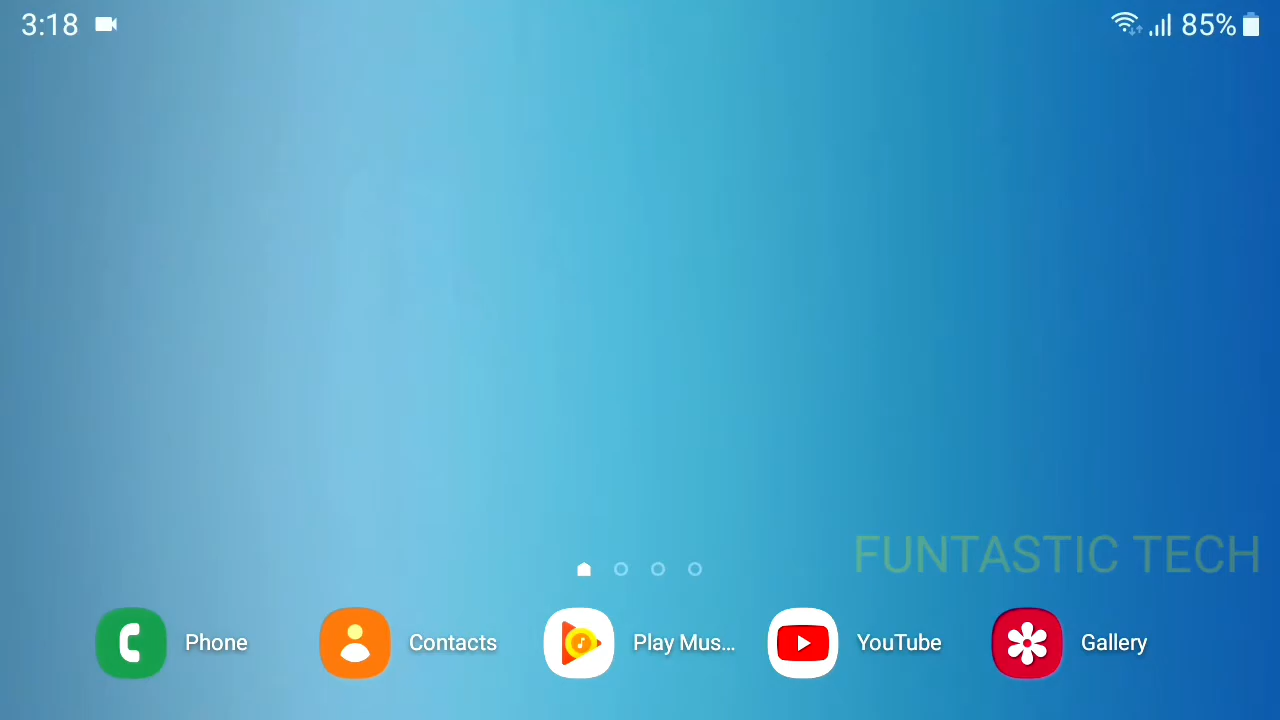 3:18
85%
FUNTASTIC TECH
Phone
Contacts
Play Mus...
YouTube
Gallery